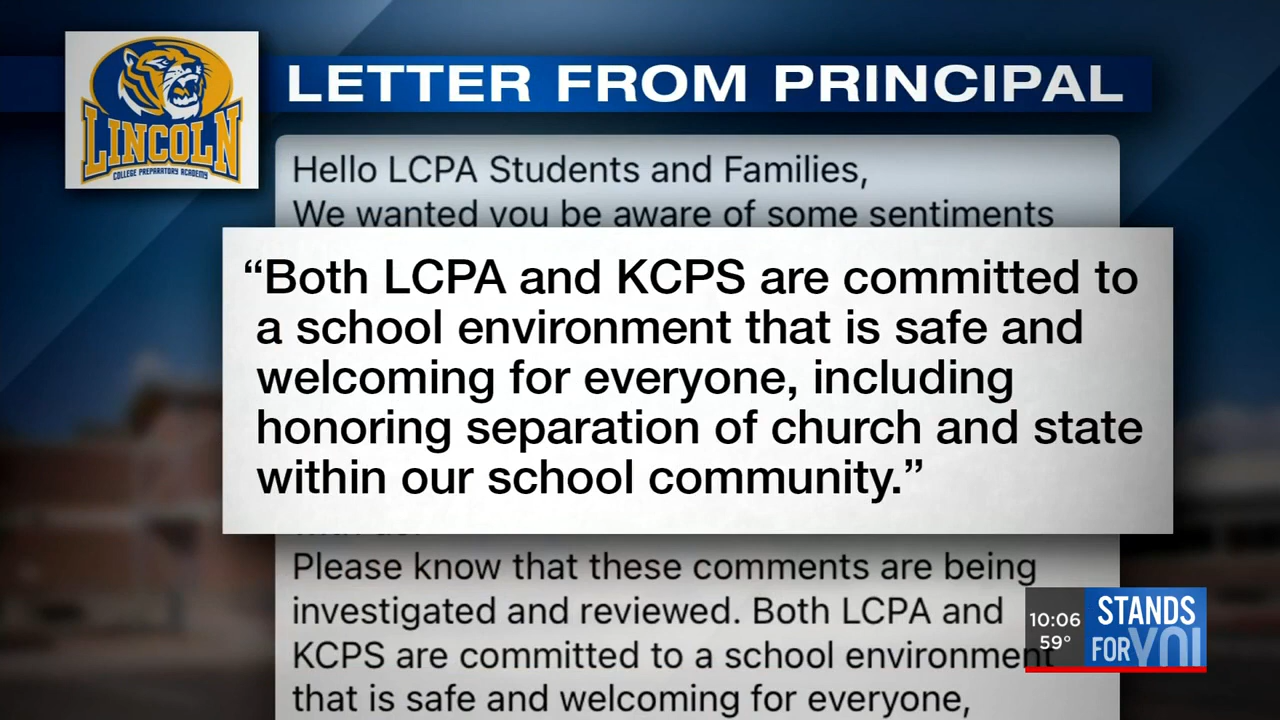 LINCOLN
COLLEGE PREPARATORY ACADEMY
LETTER FROM PRINCIPAL
Hello LCPA Students and Families,
We wanted you be aware of some sentiments
“Both LCPA and KCPS are committed to
a school environment that is safe and
welcoming for everyone, including
honoring separation of church and state
within our school community.”
Please know that these comments are being
investigated and reviewed. Both LCPA and
KCPS are committed to a school environment
that is safe and welcoming for everyone,
10:06
59°
STANDS
FOR YOU